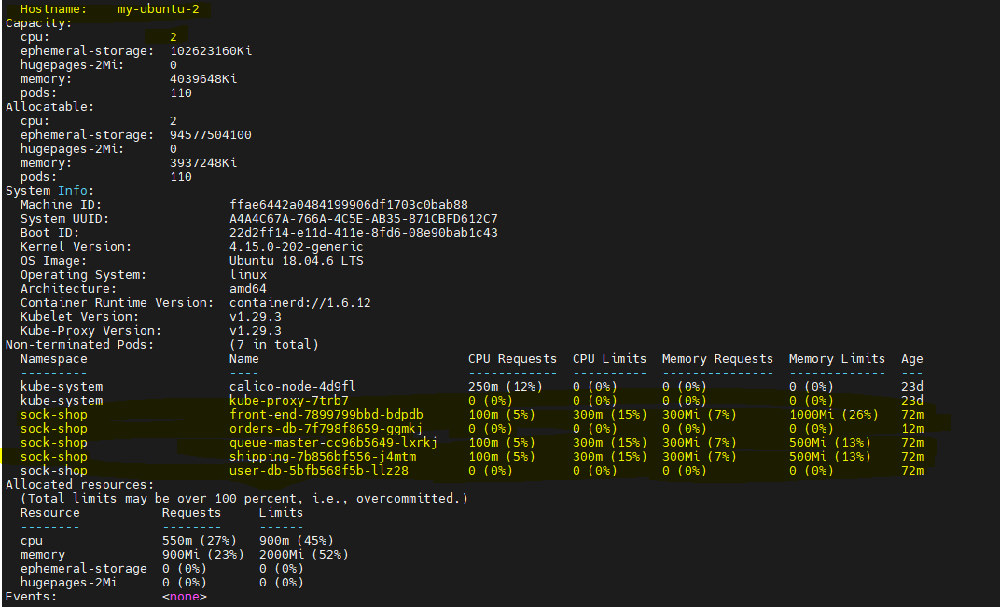 Hostname:    my-ubuntu-2
Capacity:
  cpu:                2
  ephemeral-storage:  102623160Ki
  hugepages-2Mi:      0
  memory:             4039648Ki
  pods:               110
Allocatable:
  cpu:                2
  ephemeral-storage:  94577504100
  hugepages-2Mi:      0
  memory:             3937248Ki
  pods:               110
System Info:
  Machine ID:                 ffae6442a0484199906df1703c0bab88
  System UUID:                A4A4C67A-766A-4C5E-AB35-871CBFD612C7
  Boot ID:                    22d2ff14-e11d-411e-8fd6-08e90bab1c43
  Kernel Version:             4.15.0-202-generic
  OS Image:                   Ubuntu 18.04.6 LTS
  Operating System:           linux
  Architecture:               amd64
  Container Runtime Version:  containerd://1.6.12
  Kubelet Version:            v1.29.3
  Kube-Proxy Version:         v1.29.3
Non-terminated Pods:          (7 in total)
  Namespace                   Name                            CPU Requests  CPU Limits  Memory Requests  Memory Limits  Age
  ---------                   ----                            ------------  ----------  ---------------  -------------  ---
  kube-system                 calico-node-4d9fl               250m (12%)    0 (0%)      0 (0%)           0 (0%)         23d
  kube-system                 kube-proxy-7trb7                0 (0%)        0 (0%)      0 (0%)           0 (0%)         23d
  sock-shop                   front-end-7899799bbd-bdpdb      100m (5%)     300m (15%)  300Mi (7%)       1000Mi (26%)   72m
  sock-shop                   orders-db-7f798f8659-ggmkj      0 (0%)        0 (0%)      0 (0%)           0 (0%)         12m
  sock-shop                   queue-master-cc96b5649-lxrkj    100m (5%)     300m (15%)  300Mi (7%)       500Mi (13%)    72m
  sock-shop                   shipping-7b856bf556-j4mtm       100m (5%)     300m (15%)  300Mi (7%)       500Mi (13%)    72m
  sock-shop                   user-db-5bfb568f5b-llz28        0 (0%)        0 (0%)      0 (0%)           0 (0%)         72m
Allocated resources:
  (Total limits may be over 100 percent, i.e., overcommitted.)
  Resource           Requests     Limits
  --------           --------     ------
  cpu                550m (27%)   900m (45%)
  memory             900Mi (23%)  2000Mi (52%)
  ephemeral-storage  0 (0%)       0 (0%)
  hugepages-2Mi      0 (0%)       0 (0%)
Events:              <none>